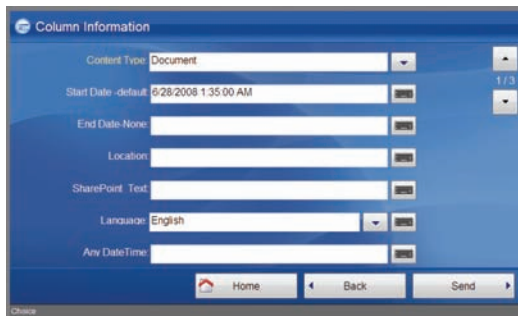 Column Information
Content Type: Document
Start Date -default: 6/28/2008 1:35:00 AM
1/3
End Date-None:
Location:
SharePoint Text:
Language: English
Any DateTime:
Home Back Send
Choice